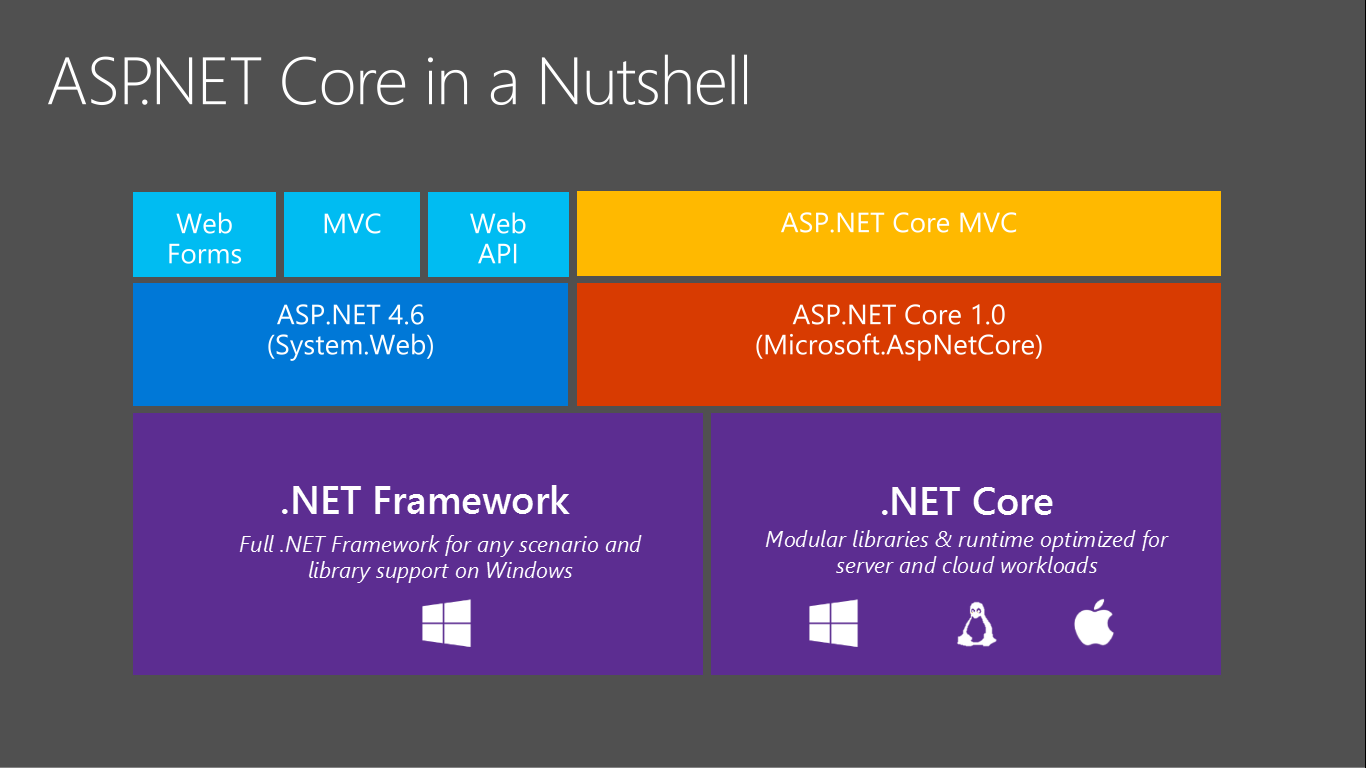 ASP.NET Core in a Nutshell
Web
Forms
MVC
Web
API
ASP.NET Core MVC
ASP.NET 4.6
(System.Web)
ASP.NET Core 1.0
(Microsoft.AspNetCore)
.NET Framework
Full .NET Framework for any scenario and
library support on Windows
.NET Core
Modular libraries & runtime optimized for
server and cloud workloads